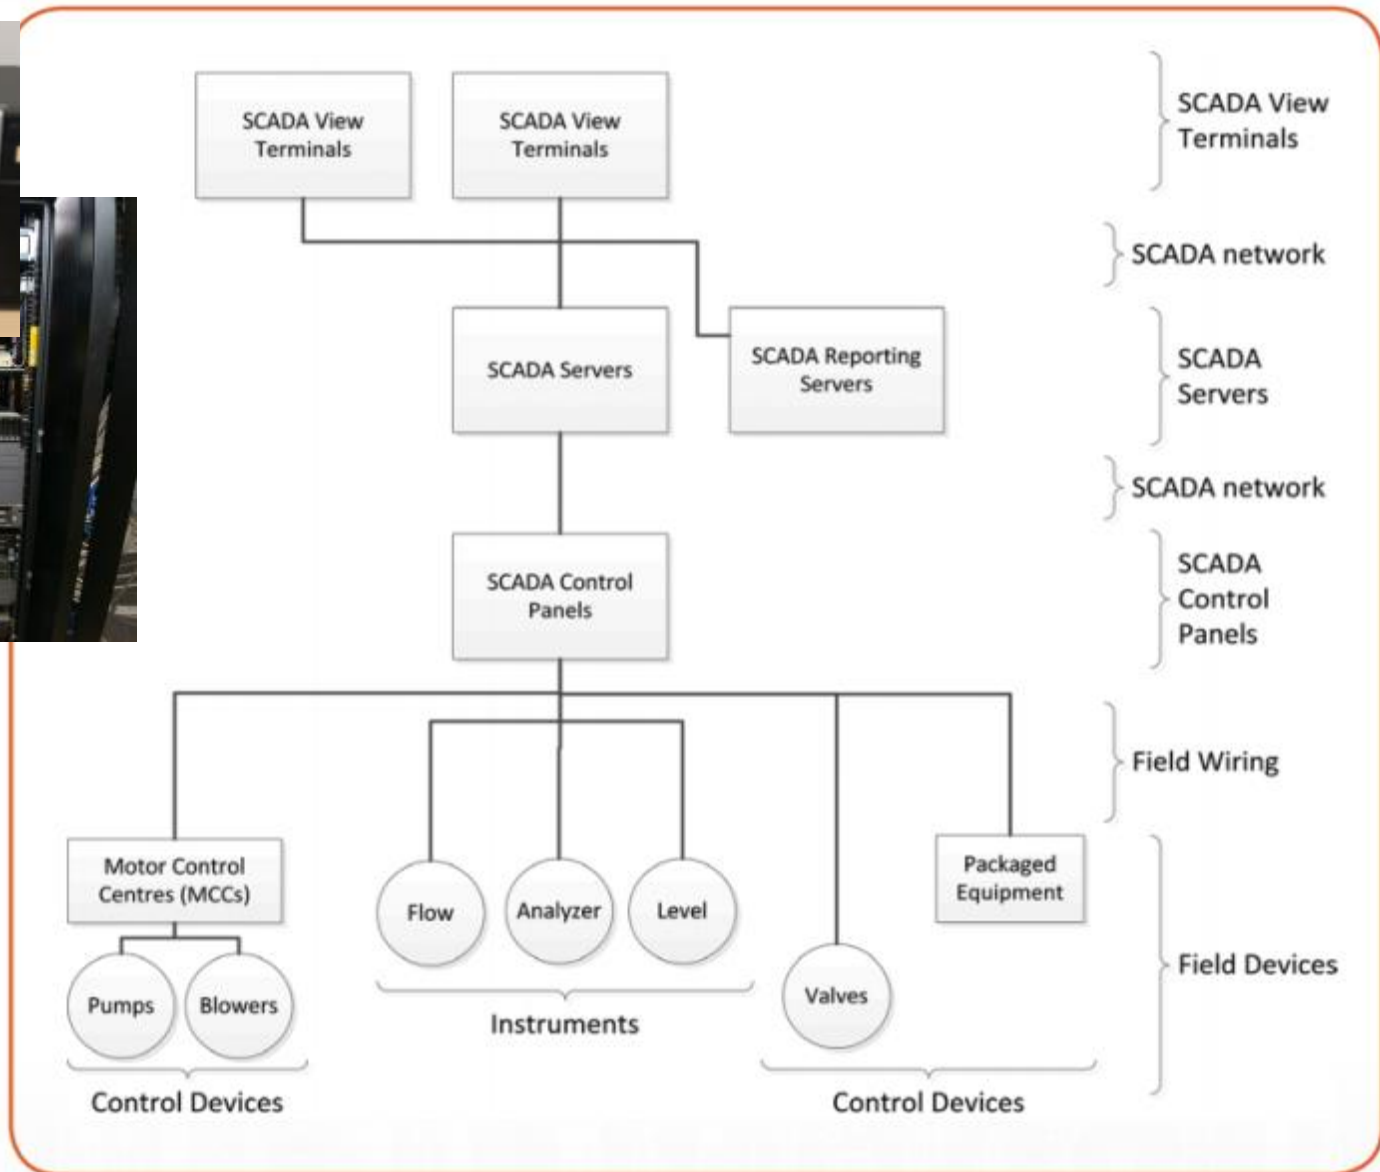 SCADA View
Terminals
SCADA View
Terminals
SCADA View
Terminals
SCADA network
SCADA Servers
SCADA Reporting
Servers
SCADA
Servers
SCADA network
SCADA Control
Panels
SCADA
Control
Panels
Field Wiring
Motor Control
Centres (MCCs)
Flow
Analyzer
Level
Packaged
Equipment
Pumps
Blowers
Valves
Field Devices
Instruments
Control Devices
Control Devices